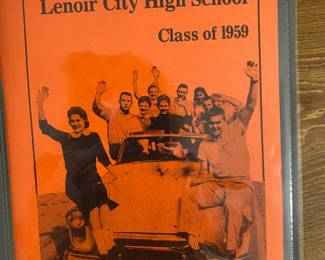 Lenoir City High School
Class of 1959